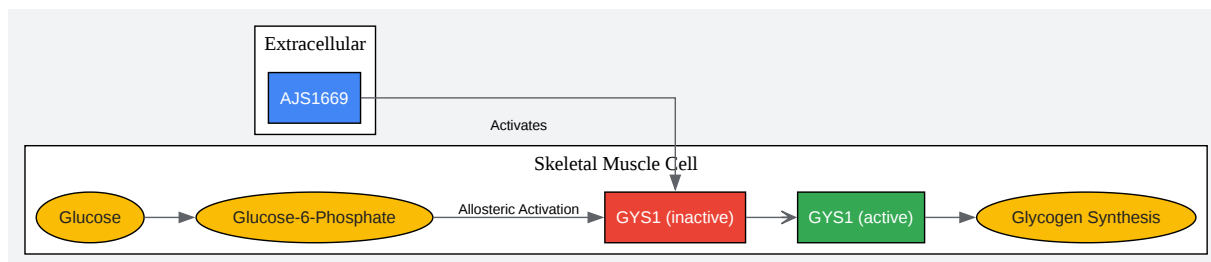 Extracellular
AJS1669
Activates
Skeletal Muscle Cell
Glucose
Glucose-6-Phosphate
Allosteric Activation
GYS1 (inactive)
GYS1 (active)
Glycogen Synthesis